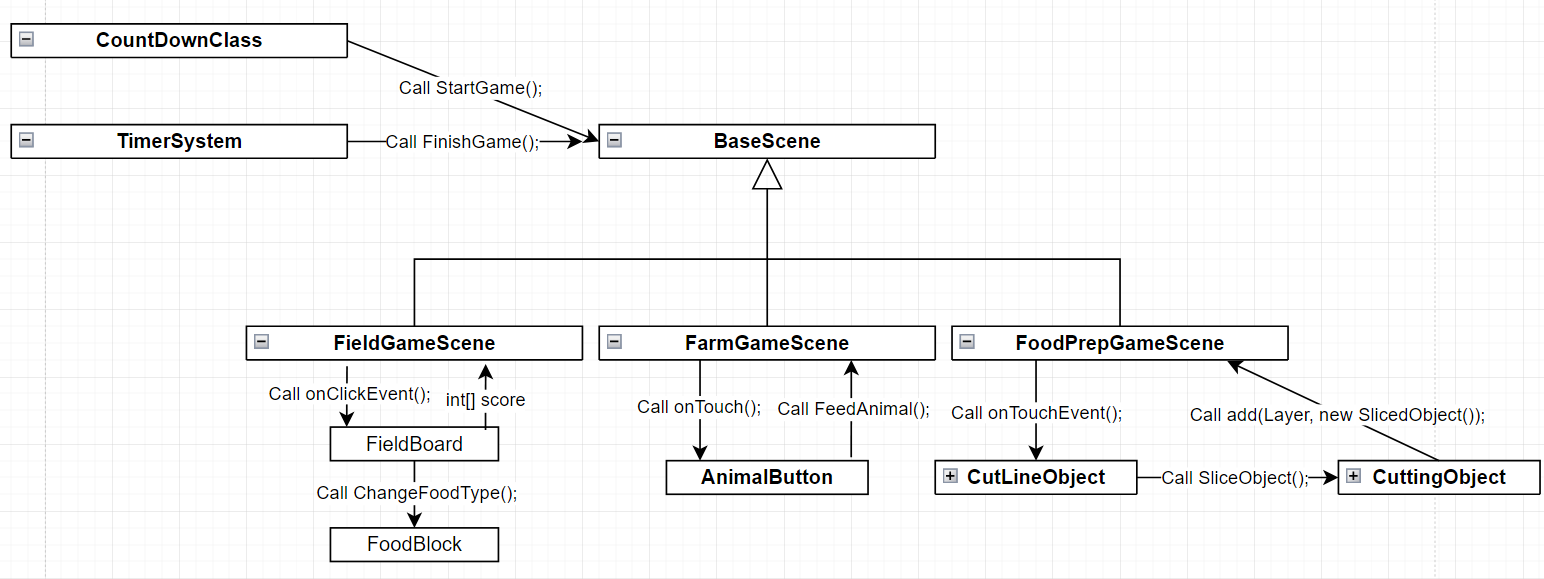 CountDownClass
Call StartGame();
TimerSystem
Call FinishGame();
BaseScene
FieldGameScene
FarmGameScene
FoodPrepGameScene
Call onClickEvent();
int[] score
Call onTouch();
Call FeedAnimal();
Call onTouchEvent();
Call add(Layer, new SlicedObject());
FieldBoard
AnimalButton
CutLineObject
Call SliceObject();
CuttingObject
Call ChangeFoodType();
FoodBlock